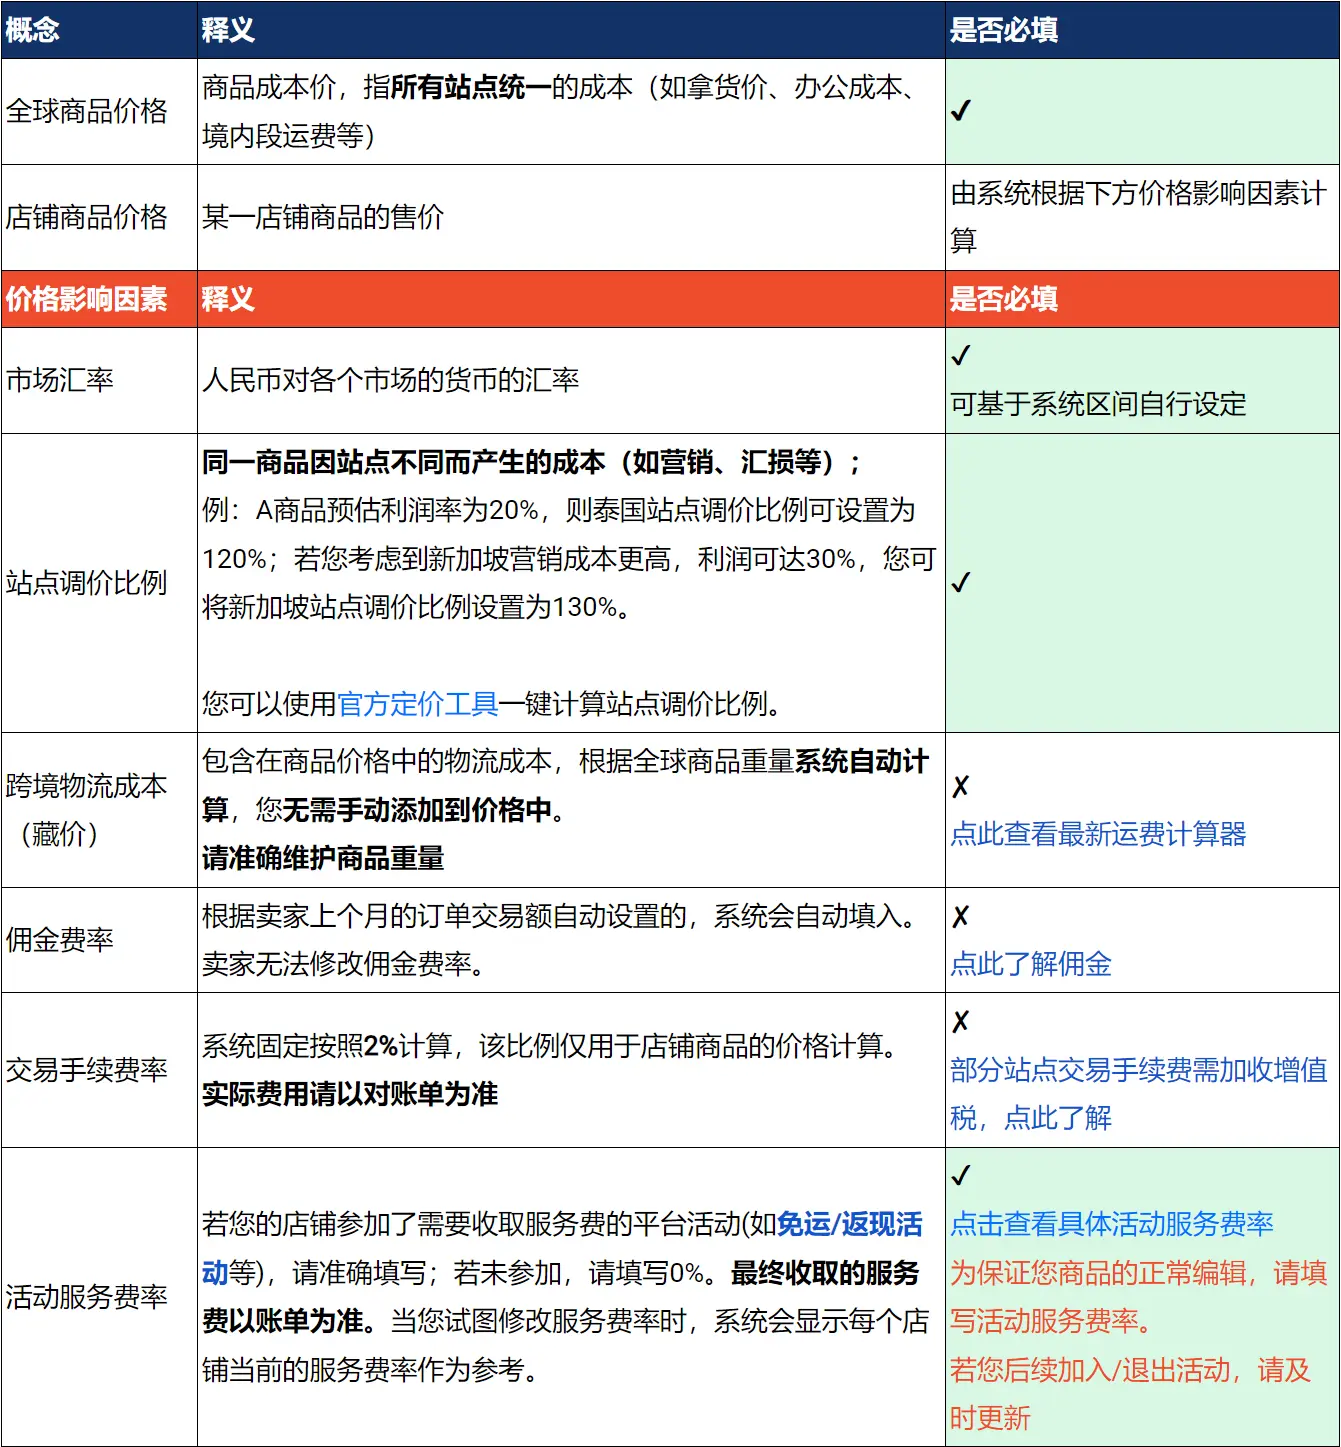 概念
释义
是否必填
全球商品价格
商品成本价，指所有站点统一的成本（如拿货价、办公成本、
境内段运费等）
✓
店铺商品价格
某一店铺商品的售价
由系统根据下方价格影响因素计
算
价格影响因素
释义
是否必填
市场汇率
人民币对各个市场的货币的汇率
✓
可基于系统区间自行设定
站点调价比例
同一商品因站点不同而产生的成本（如营销、汇损等）；
例：A商品预估利润率为20%，则泰国站点调价比例可设置为
120%；若您考虑到新加坡营销成本更高，利润可达30%，您可
将新加坡站点调价比例设置为130%。
您可以使用官方定价工具一键计算站点调价比例。
✓
跨境物流成本
（藏价）
包含在商品价格中的物流成本，根据全球商品重量系统自动计
算，您无需手动添加到价格中。
请准确维护商品重量
✗
点此查看最新运费计算器
佣金费率
根据卖家上个月的订单交易额自动设置的，系统会自动填入。
卖家无法修改佣金费率。
✗
点此了解佣金
交易手续费率
系统固定按照2%计算，该比例仅用于店铺商品的价格计算。
实际费用请以对账单为准
✗
部分站点交易手续费需加收增值
税，点此了解
活动服务费率
若您的店铺参加了需要收取服务费的平台活动(如免运/返现活
动等)，请准确填写；若未参加，请填写0%。最终收取的服务
费以账单为准。当您试图修改服务费率时，系统会显示每个店
铺当前的服务费率作为参考。
✓
点击查看具体活动服务费率
为保证您商品的正常编辑，请填
写活动服务费率。
若您后续加入/退出活动，请及
时更新